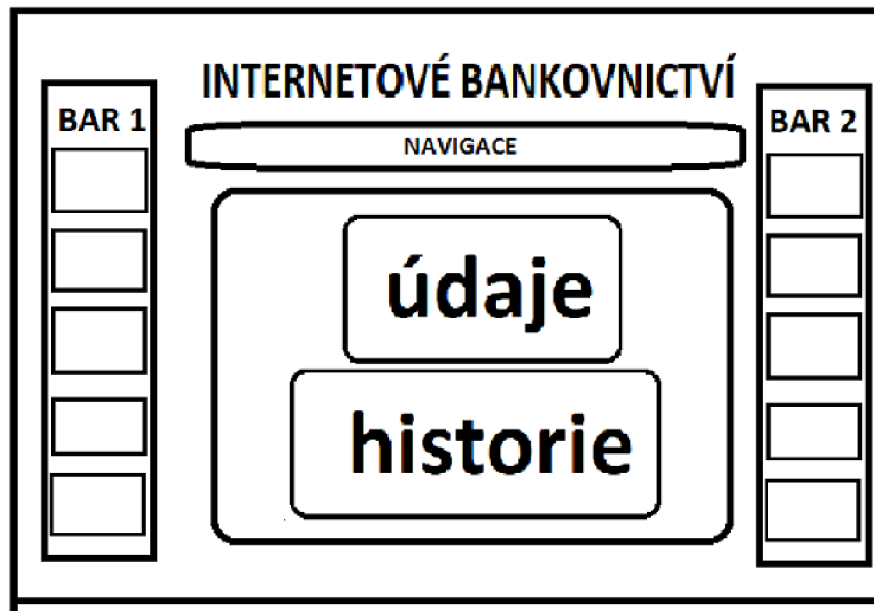 INTERNETOVÉ BANKOVNICTVÍ
BAR 1
NAVIGACE
BAR 2
údaje
historie